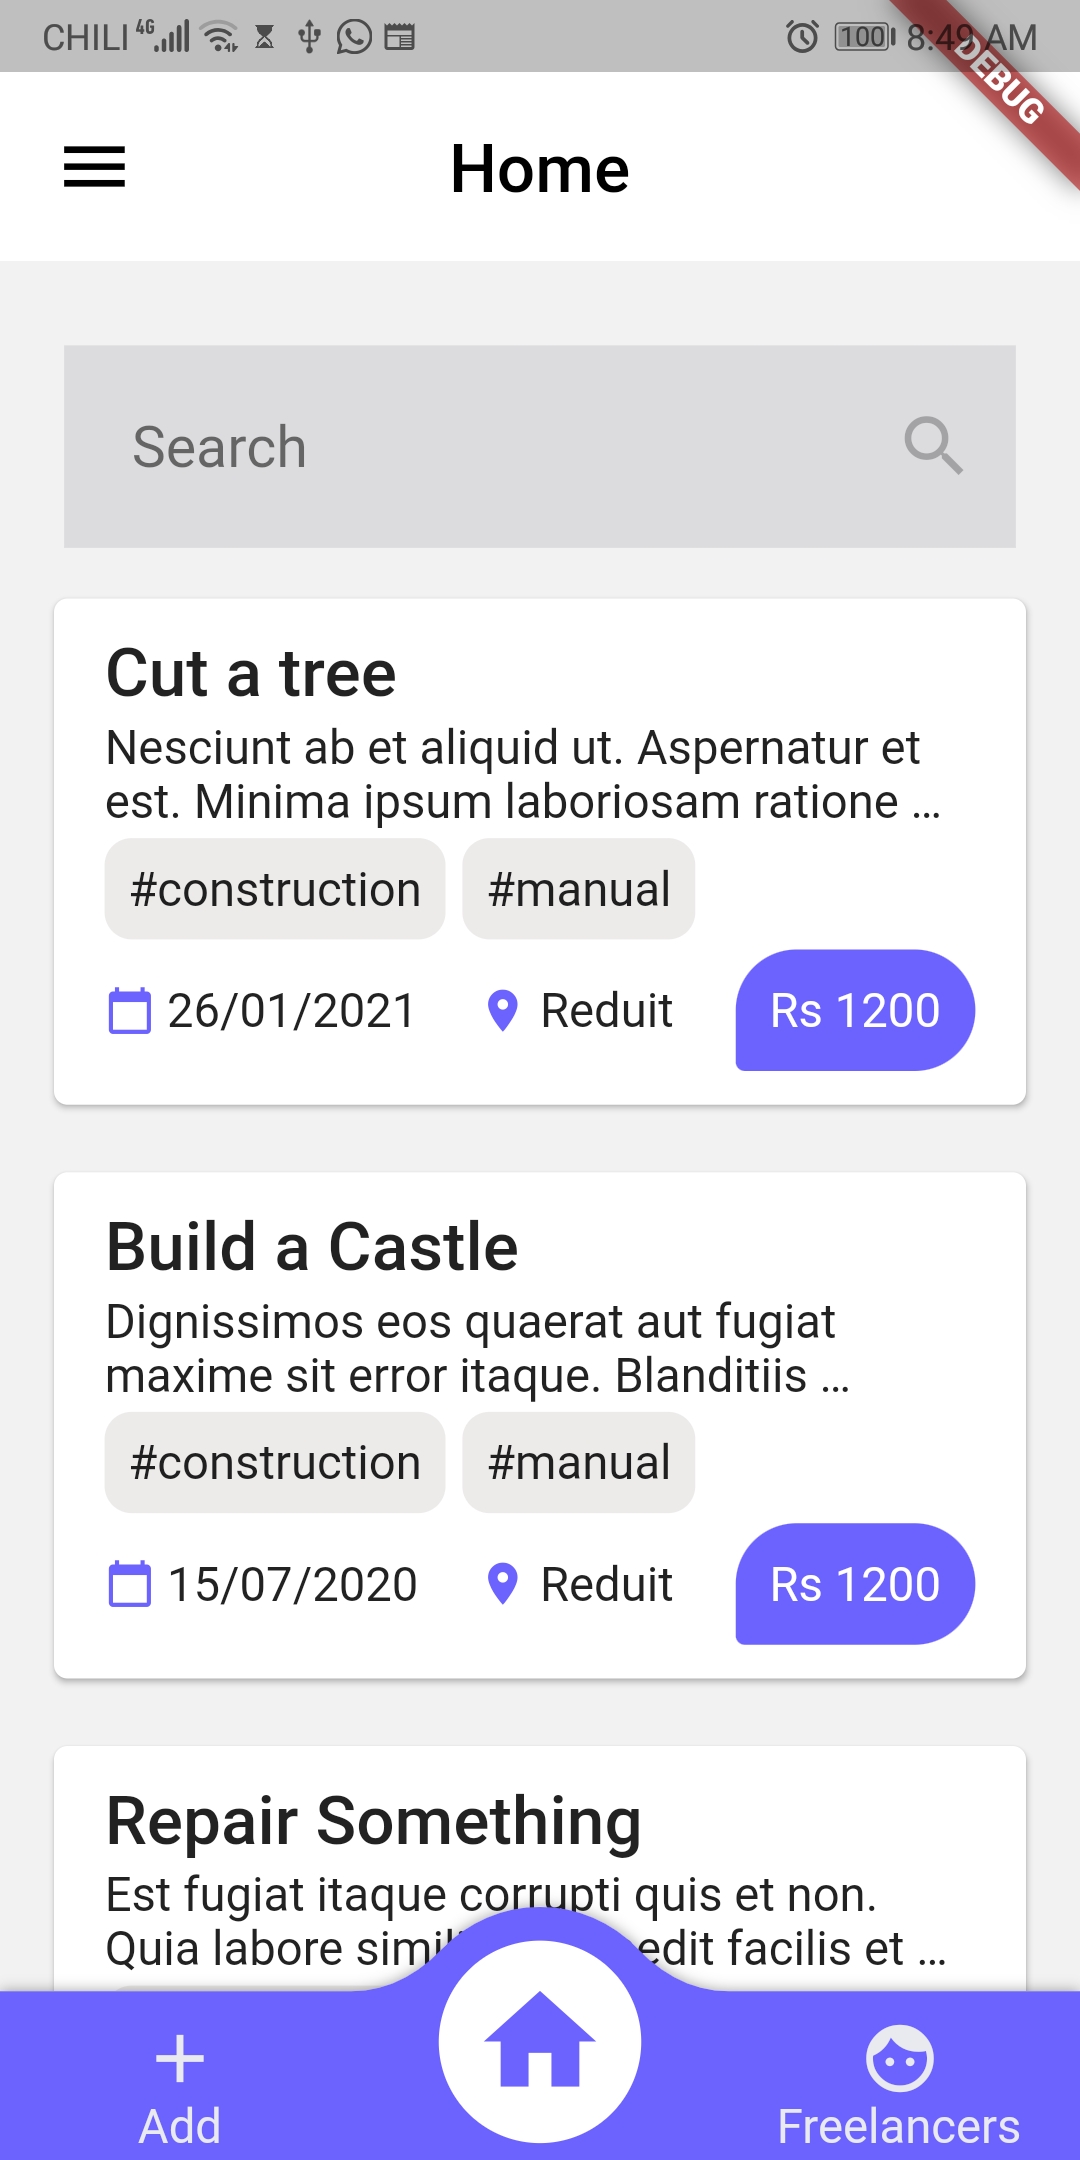 CHILI 4G 100 8:49 AM
DEBUG
Home
Search
Cut a tree
Nesciunt ab et aliquid ut. Aspernatur et
est. Minima ipsum laboriosam ratione ...
#construction #manual
26/01/2021 Reduit Rs 1200
Build a Castle
Dignissimos eos quaerat aut fugiat
maxime sit error itaque. Blanditiis ...
#construction #manual
15/07/2020 Reduit Rs 1200
Repair Something
Est fugiat itaque corrupti quis et non.
Quia labore edit facilis et ...
Add Freelancers